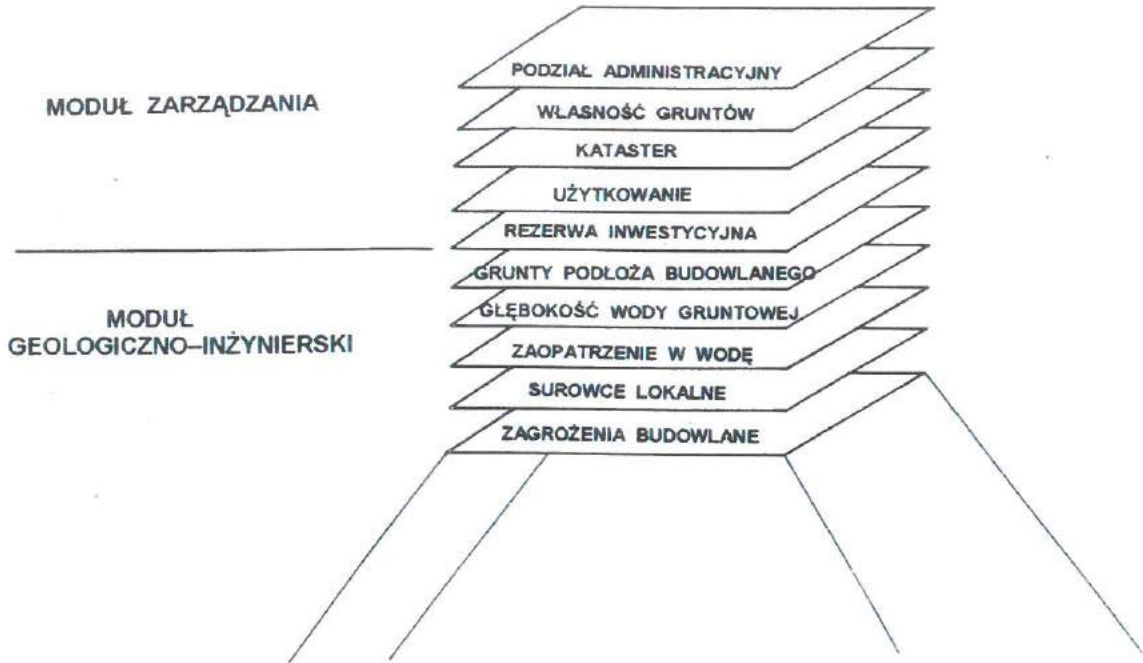 PODZIAŁ ADMINISTRACYJNY
MODUŁ ZARZĄDZANIA
WŁASNOŚĆ GRUNTÓW
KATASTER
UŻYTKOWANIE
REZERWA INWESTYCYJNA
GRUNTY PODŁOŻA BUDOWLANEGO
GŁĘBOKOŚĆ WODY GRUNTOWEJ
MODUŁ
GEOLOGICZNO–INŻYNIERSKI
ZAOPATRZENIE W WODĘ
SUROWCE LOKALNE
ZAGROŻENIA BUDOWLANE